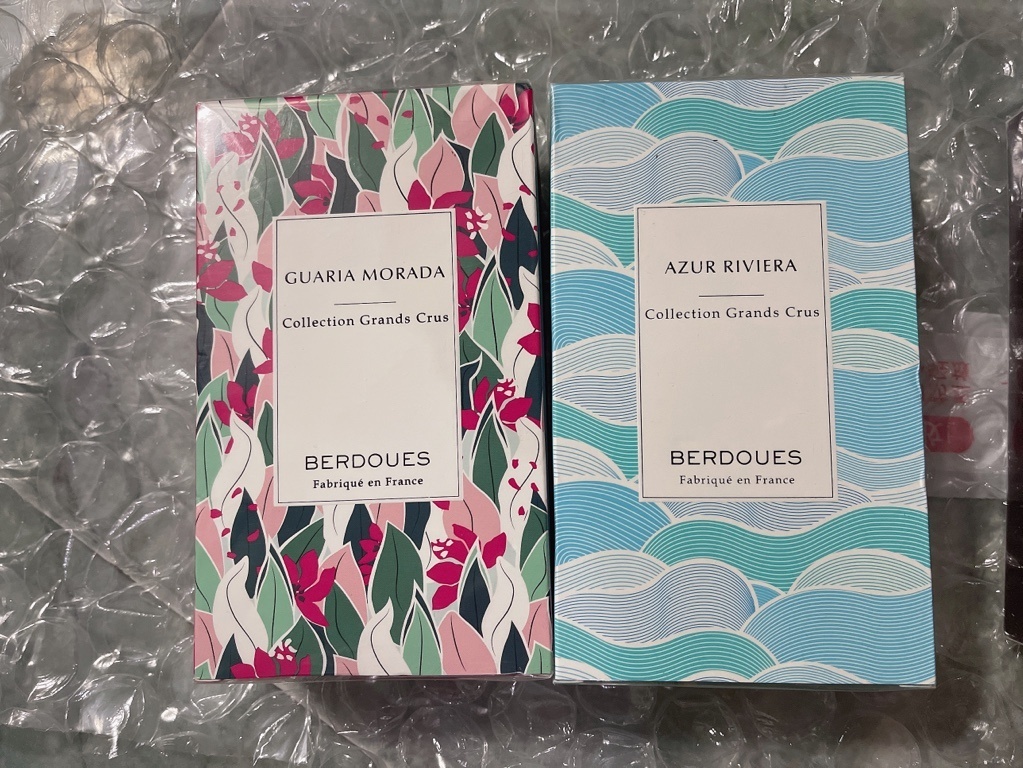 GUARIA MORADA
Collection Grands Crus
BERDOUES
Fabriqué en France
AZUR RIVIERA
Collection Grands Crus
BERDOUES
Fabriqué en France